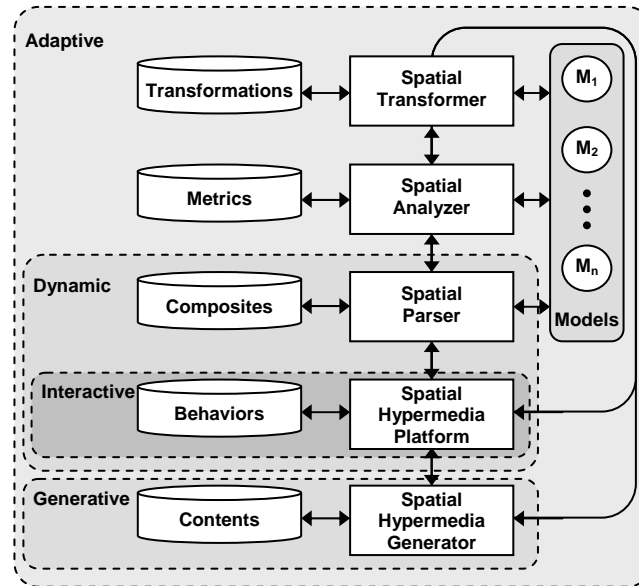 Adaptive
Transformations
Spatial
Transformer
M1
Metrics
Spatial
Analyzer
M2
Mn
Models
Dynamic
Composites
Spatial
Parser
Interactive
Behaviors
Spatial
Hypermedia
Platform
Generative
Contents
Spatial
Hypermedia
Generator